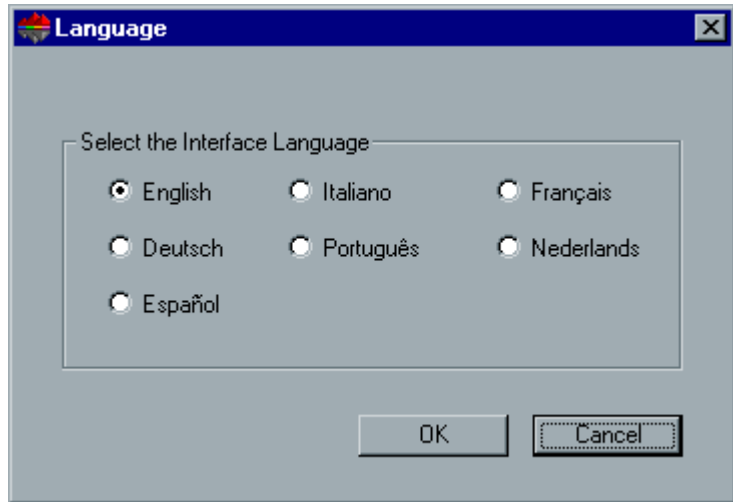 Language
Select the Interface Language
English Italiano Français
Deutsch Português Nederlands
Español
OK Cancel